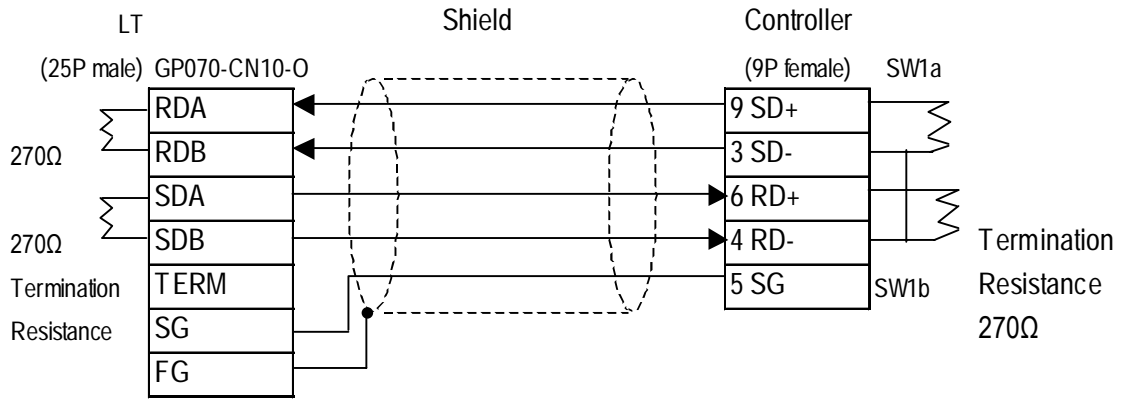 LT Shield Controller
(25P male) GP070-CN10-O (9P female) SW1a
RDA 9 SD+
270Ω RDB 3 SD-
SDA 6 RD+
270Ω SDB 4 RD-
Termination
Resistance
TERM
SG
FG
5 SG SW1b
Termination
Resistance
270Ω